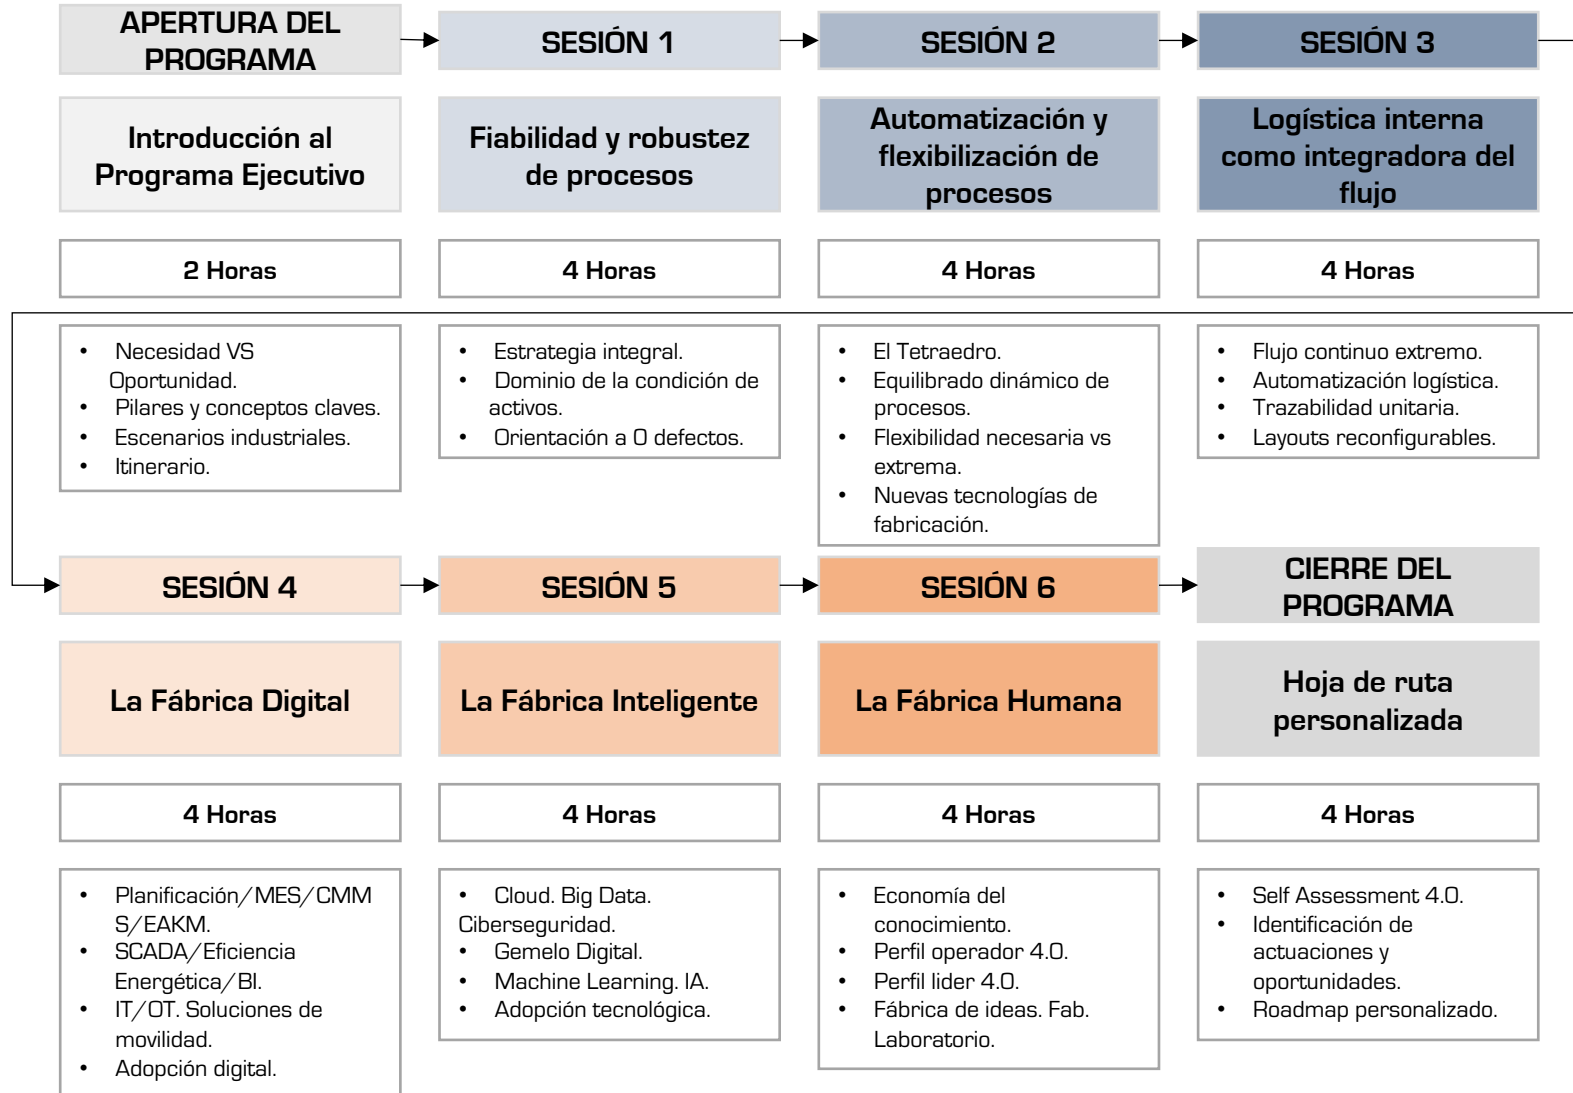 APERTURA DEL
PROGRAMA
SESIÓN 1
SESIÓN 2
SESIÓN 3
Introducción al
Programa Ejecutivo
Fiabilidad y robustez
de procesos
Automatización y
flexibilización de
procesos
Logística interna
como integradora del
flujo
2 Horas
4 Horas
4 Horas
4 Horas
• Necesidad VS
Oportunidad.
• Pilares y conceptos claves.
• Escenarios industriales.
• Itinerario.
• Estrategia integral.
• Dominio de la condición de
activos.
• Orientación a 0 defectos.
• El Tetraedro.
• Equilibrado dinámico de
procesos.
• Flexibilidad necesaria vs
extrema.
• Nuevas tecnologías de
fabricación.
• Flujo continuo extremo.
• Automatización logística.
• Trazabilidad unitaria.
• Layouts reconfigurables.
SESIÓN 4
SESIÓN 5
SESIÓN 6
CIERRE DEL
PROGRAMA
La Fábrica Digital
La Fábrica Inteligente
La Fábrica Humana
Hoja de ruta
personalizada
4 Horas
4 Horas
4 Horas
4 Horas
• Planificación/MES/CMM
S/EAKM.
• SCADA/Eficiencia
Energética/BI.
• IT/OT. Soluciones de
movilidad.
• Adopción digital.
• Cloud. Big Data.
Ciberseguridad.
• Gemelo Digital.
• Machine Learning. IA.
• Adopción tecnológica.
• Economía del
conocimiento.
• Perfil operador 4.0.
• Perfil lider 4.0.
• Fábrica de ideas. Fab.
Laboratorio.
• Self Assessment 4.0.
• Identificación de
actuaciones y
oportunidades.
• Roadmap personalizado.